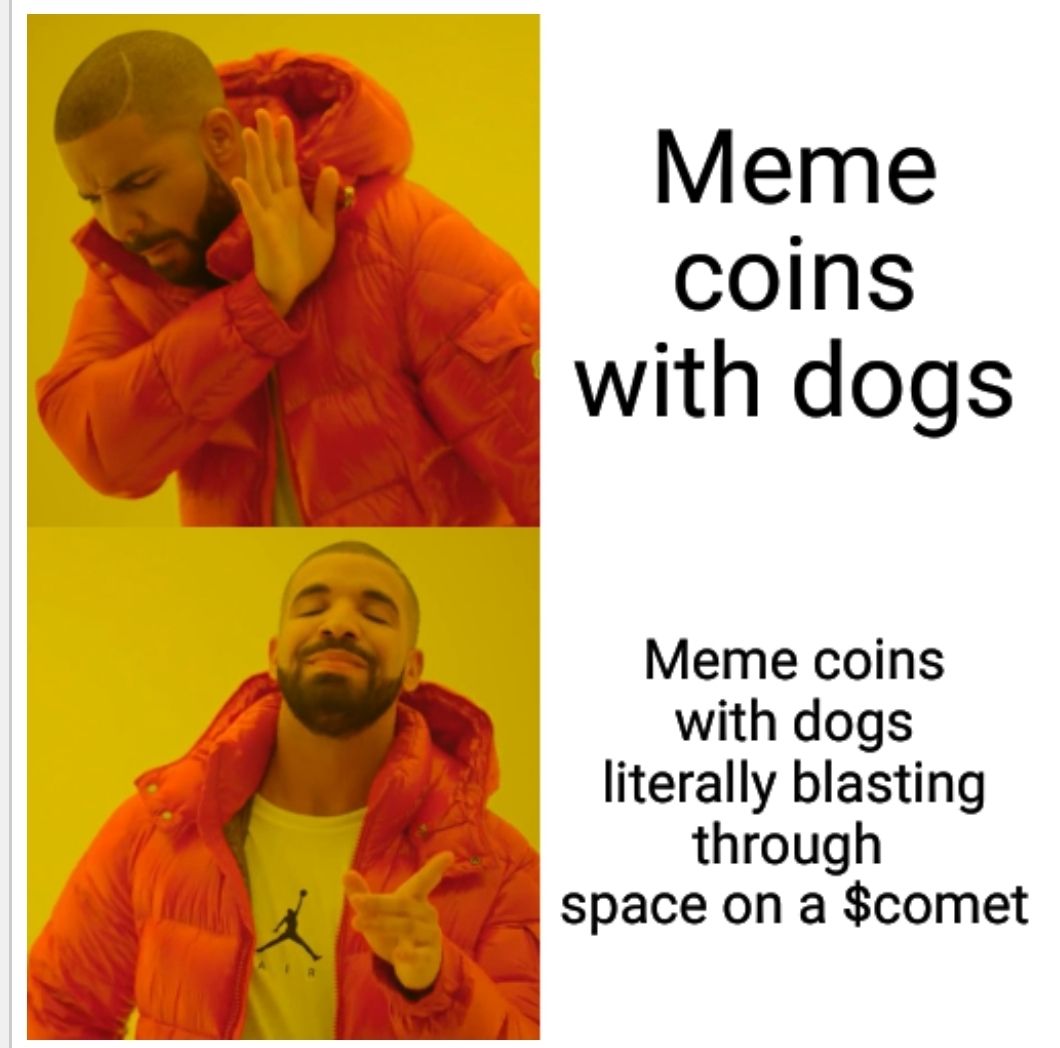 Meme
coins
with dogs
Meme coins
with dogs
literally blasting
through
space on a $comet
AIR